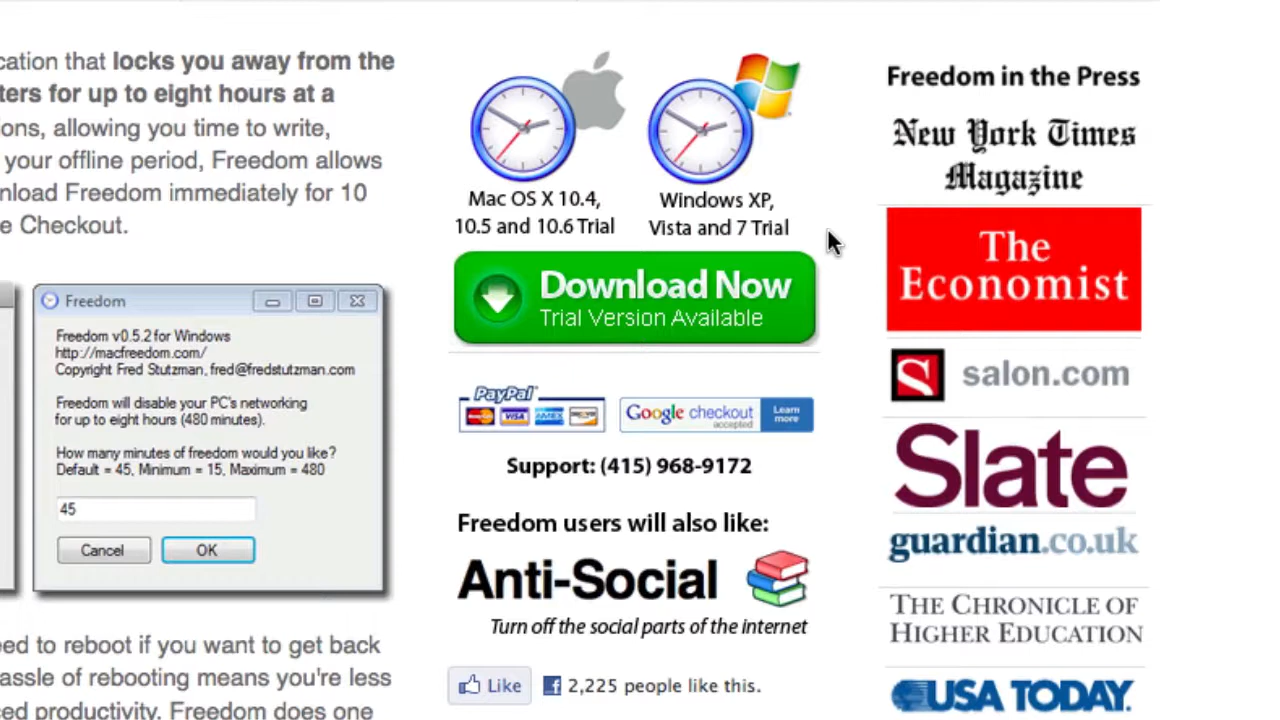 cation that locks you away from the
ters for up to eight hours at a
ions, allowing you time to write,
your offline period, Freedom allows
nload Freedom immediately for 10
e Checkout.
Freedom
Freedom v0.5.2 for Windows
http://macfreedom.com/
Copyright Fred Stutzman, fred@fredstutzman.com
Freedom will disable your PC's networking
for up to eight hours (480 minutes).
How many minutes of freedom would you like?
Default = 45, Minimum = 15, Maximum = 480
45
Cancel
OK
eed to reboot if you want to get back
assle of rebooting means you're less
ced productivity. Freedom does one
Mac OS X 10.4,
10.5 and 10.6 Trial
Windows XP,
Vista and 7 Trial
Download Now
Trial Version Available
PayPal
VISA
AMEX
Google checkout
accepted
Learn
more
Support: (415) 968-9172
Freedom users will also like:
Anti-Social
Turn off the social parts of the internet
Like
2,225 people like this.
Freedom in the Press
New York Times
Magazine
The
Economist
S salon.com
Slate
guardian.co.uk
THE CHRONICLE OF
HIGHER EDUCATION
USA TODAY.